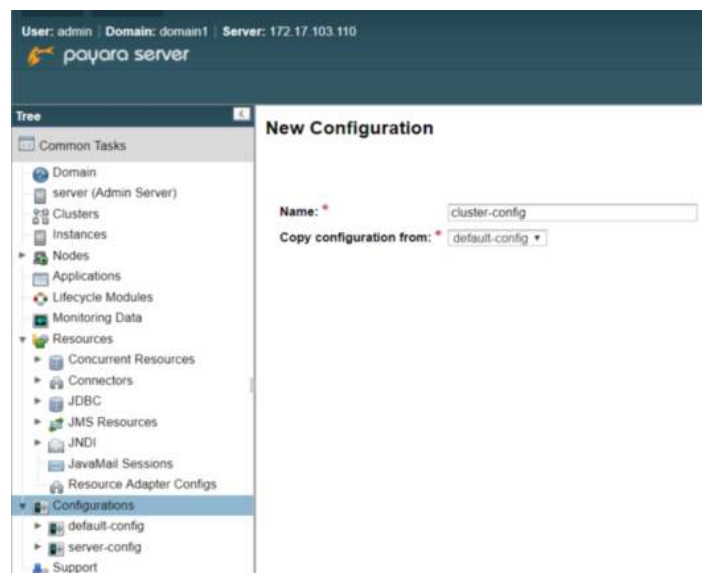 User: admin | Domain: domain1 | Server: 172.17.103.110
payara server
Tree
Common Tasks
Domain
server (Admin Server)
Clusters
Instances
Nodes
Applications
Lifecycle Modules
Monitoring Data
Resources
Concurrent Resources
Connectors
JDBC
JMS Resources
JNDI
JavaMail Sessions
Resource Adapter Configs
Configurations
default-config
server-config
Support
New Configuration
Name: * cluster-config
Copy configuration from: * default-config